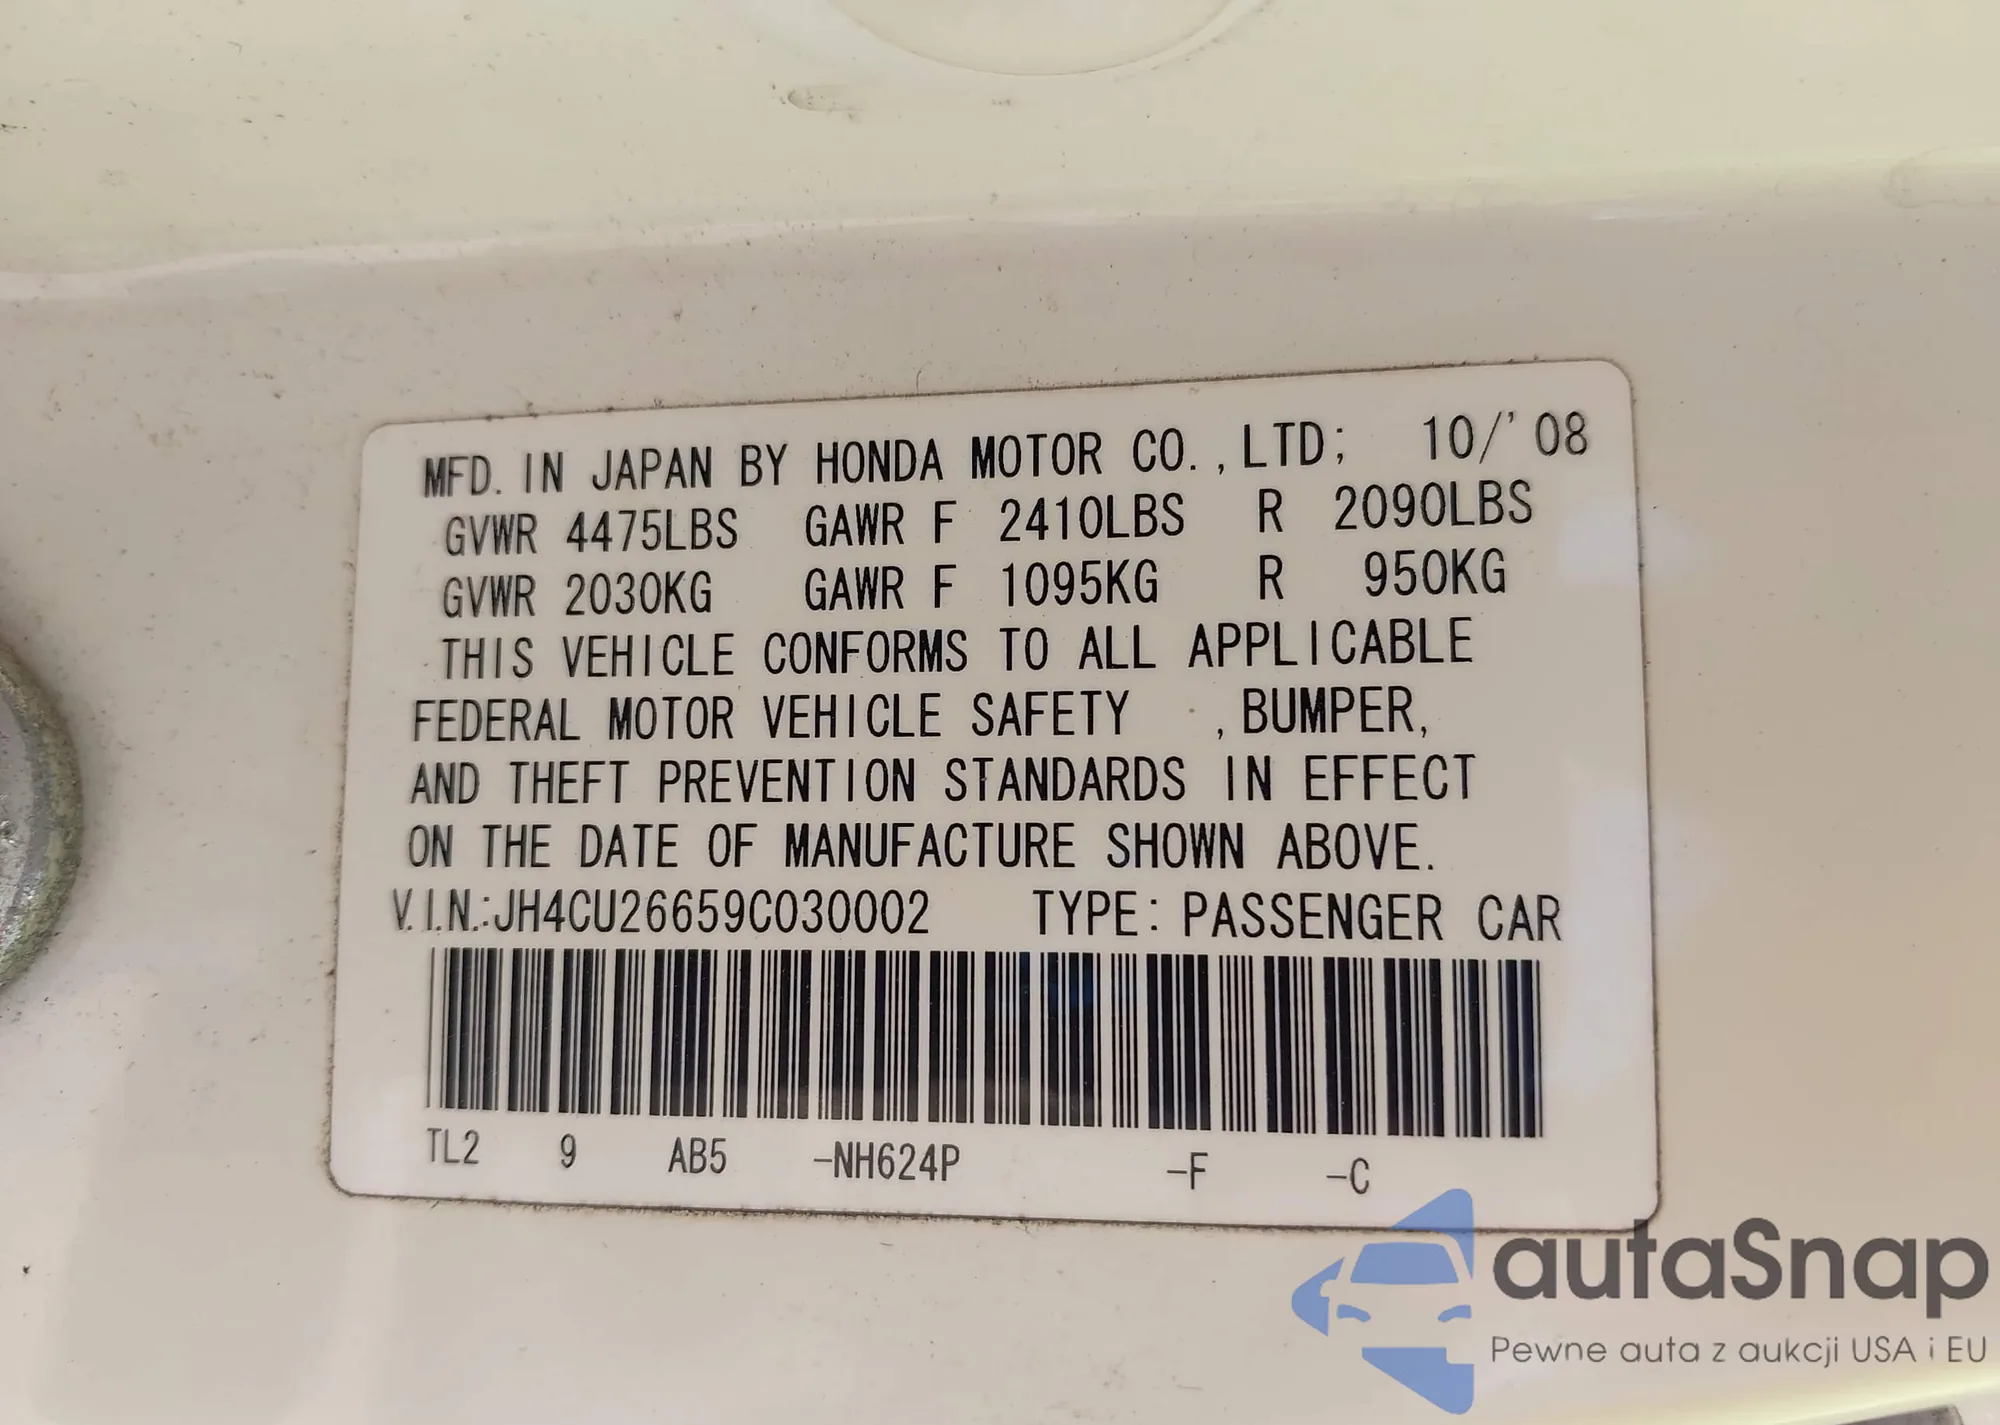 MFD. IN JAPAN BY HONDA MOTOR CO., LTD; 10/'08
GVWR 4475LBS GAWR F 2410LBS R 2090LBS
GVWR 2030KG GAWR F 1095KG R 950KG
THIS VEHICLE CONFORMS TO ALL APPLICABLE
FEDERAL MOTOR VEHICLE SAFETY , BUMPER,
AND THEFT PREVENTION STANDARDS IN EFFECT
ON THE DATE OF MANUFACTURE SHOWN ABOVE.
V.I.N.:JH4CU26659C030002 TYPE: PASSENGER CAR
TL2 9 AB5 -NH624P -F -C
autaSnap
Pewne auta z aukcji USA i EU